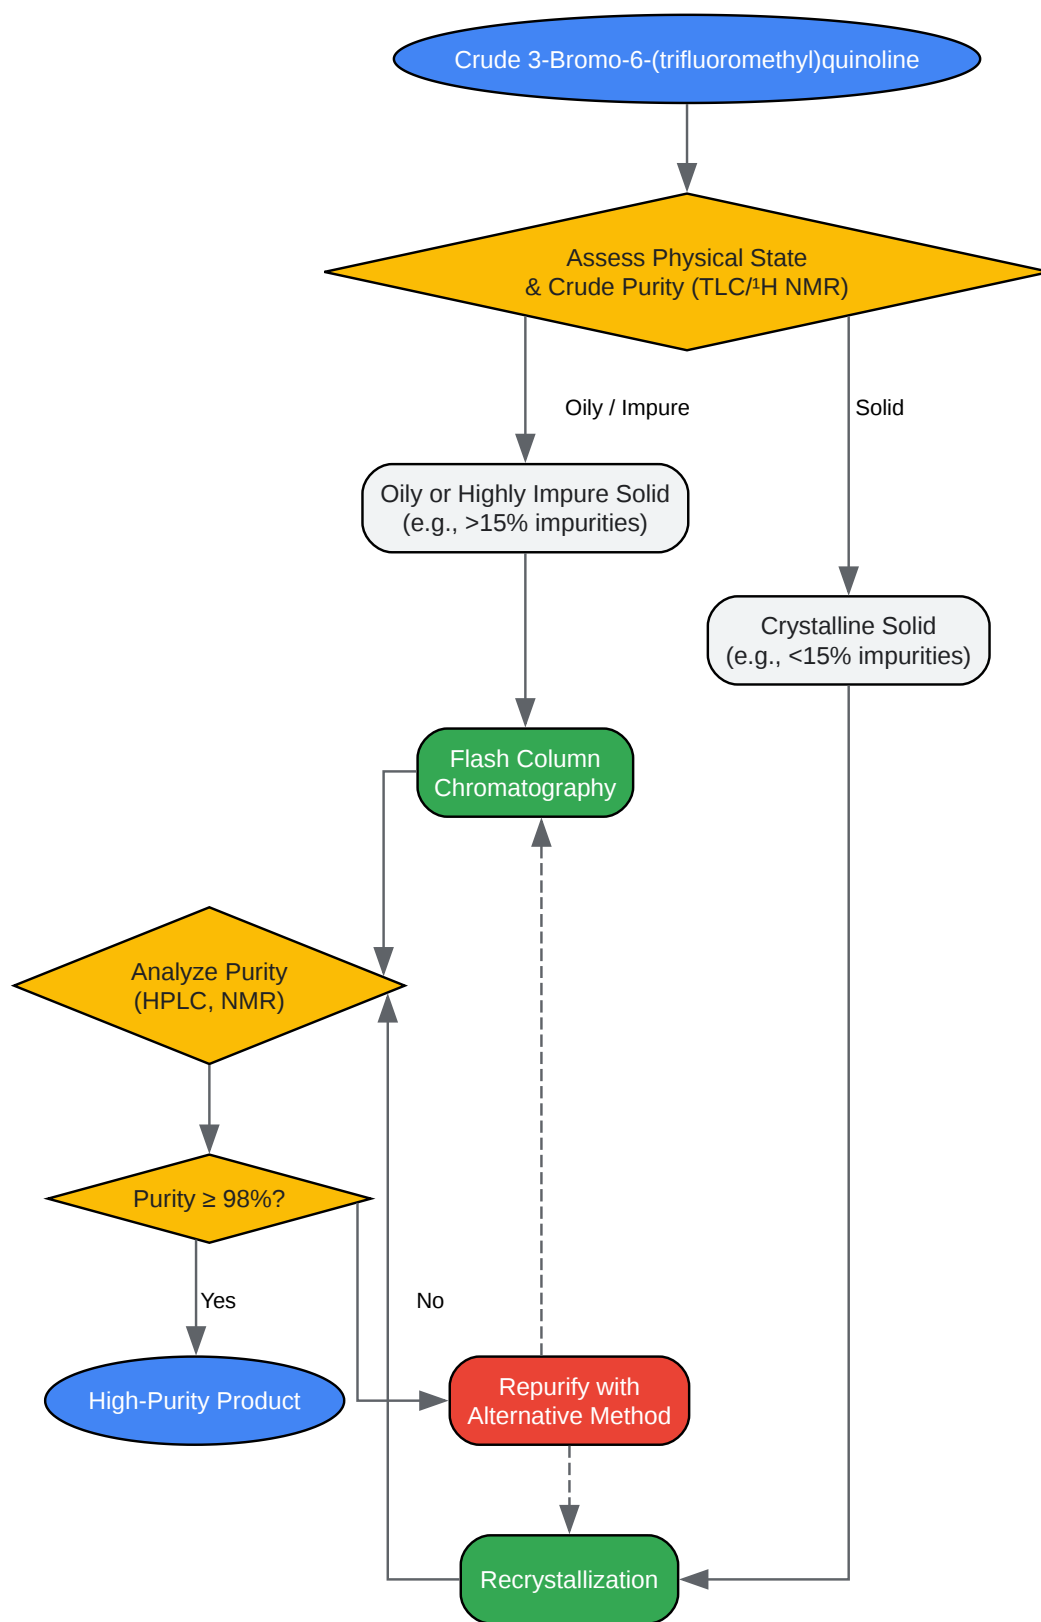 Crude 3-Bromo-6-(trifluoromethyl)quinoline
Assess Physical State
& Crude Purity (TLC/¹H NMR)
Oily / Impure
Solid
Oily or Highly Impure Solid
(e.g., >15% impurities)
Crystalline Solid
(e.g., <15% impurities)
Flash Column
Chromatography
Analyze Purity
(HPLC, NMR)
Purity ≥ 98%?
Yes
No
High-Purity Product
Repurify with
Alternative Method
Recrystallization